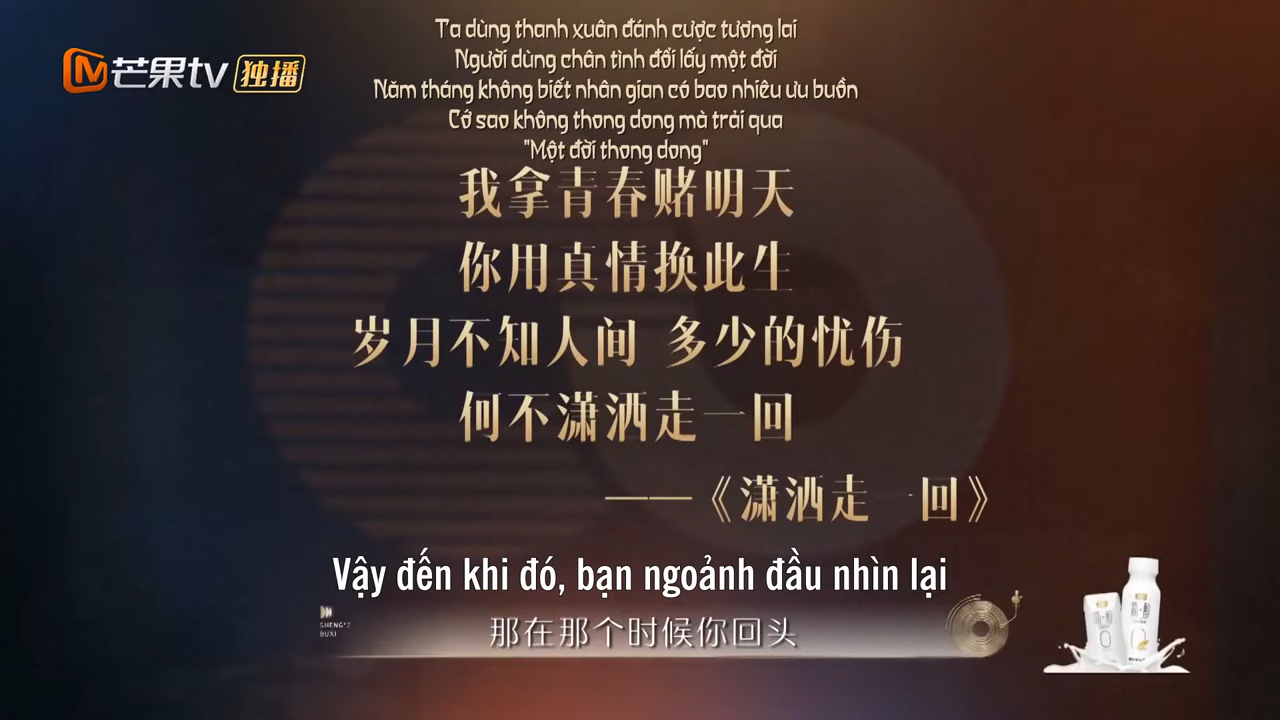 Ta dùng thanh xuân đánh cược tương lai
Người dùng chân tình đổi lấy một đời
Năm tháng không biết nhân gian có bao nhiêu ưu buồn
Cớ sao không thong dong mà trải qua
"Một đời thong dong"
芒果tv 独播
我拿青春赌明天
你用真情换此生
岁月不知人间 多少的忧伤
何不潇洒走一回
——《潇洒走一回》
Vậy đến khi đó, bạn ngoảnh đầu nhìn lại
那在那个时候你回头
SHENG'S
BUXI